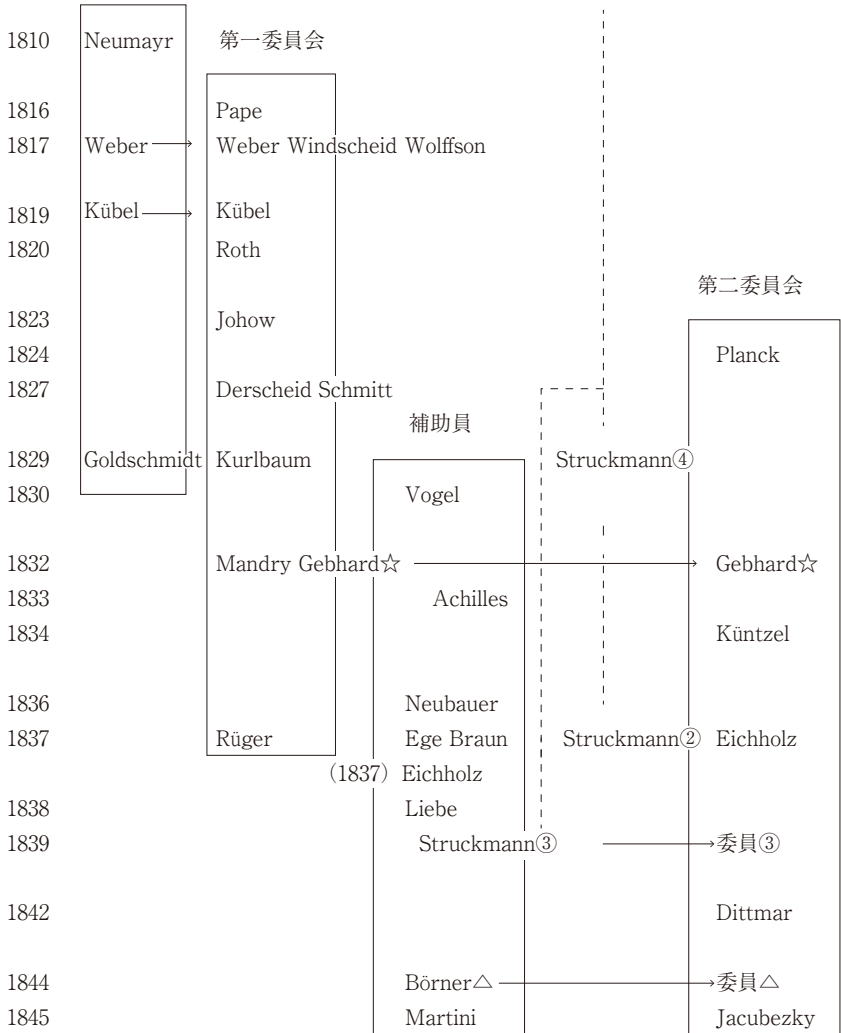 1810 Neumayr 第一委員会
1816 Pape
1817 Weber Weber Windscheid Wolffson
1819 Kübel Kübel
1820 Roth
第二委員会
1823 Johow
1824 Planck
1827 Derscheid Schmitt
補助員
1829 Goldschmidt Kurlbaum Struckmann④
1830 Vogel
1832 Mandry Gebhard☆ Gebhard☆
1833 Achilles
1834 Küntzel
1836 Neubauer
1837 Rüger Ege Braun Struckmann② Eichholz
(1837) Eichholz
1838 Liebe
1839 Struckmann③ 委員③
1842 Dittmar
1844 Börner△ 委員△
1845 Martini Jacubezky